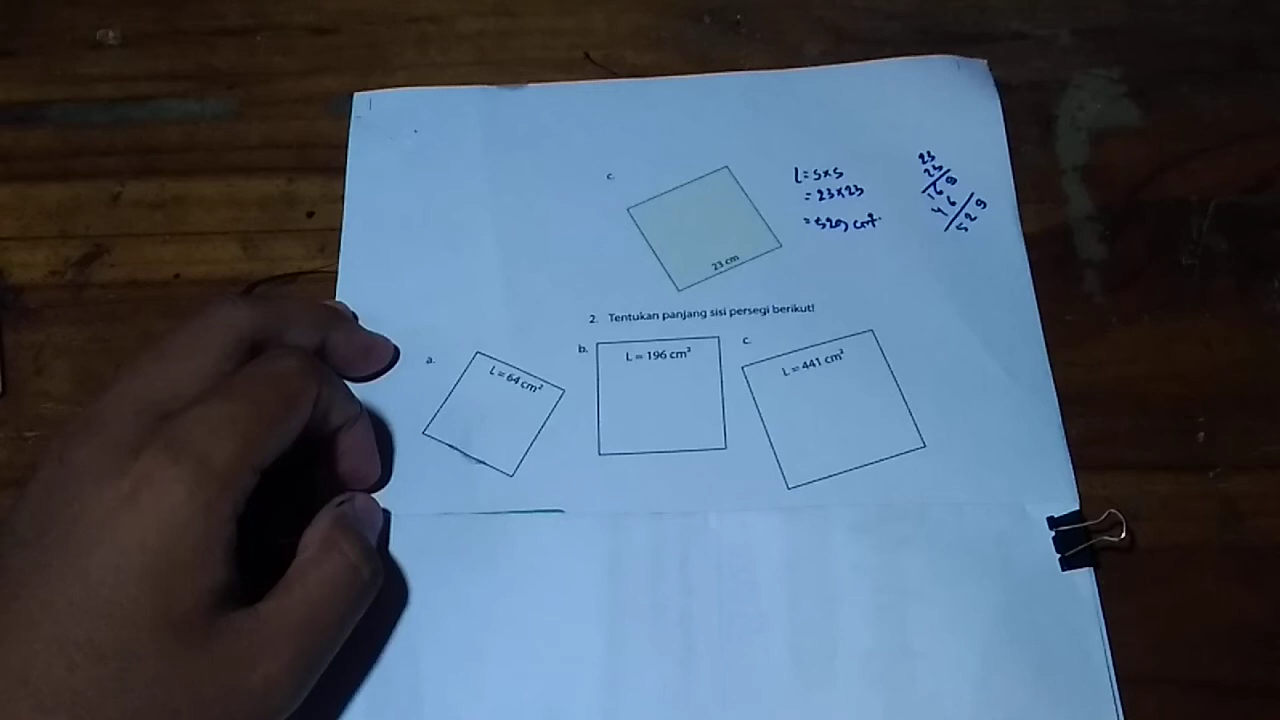 c.
23 cm
L = s × s
= 23 × 23
= 529 cm²
23
23
169
46
529
2. Tentukan panjang sisi persegi berikut!
a.
L = 64 cm²
b.
L = 196 cm²
c.
L = 441 cm²